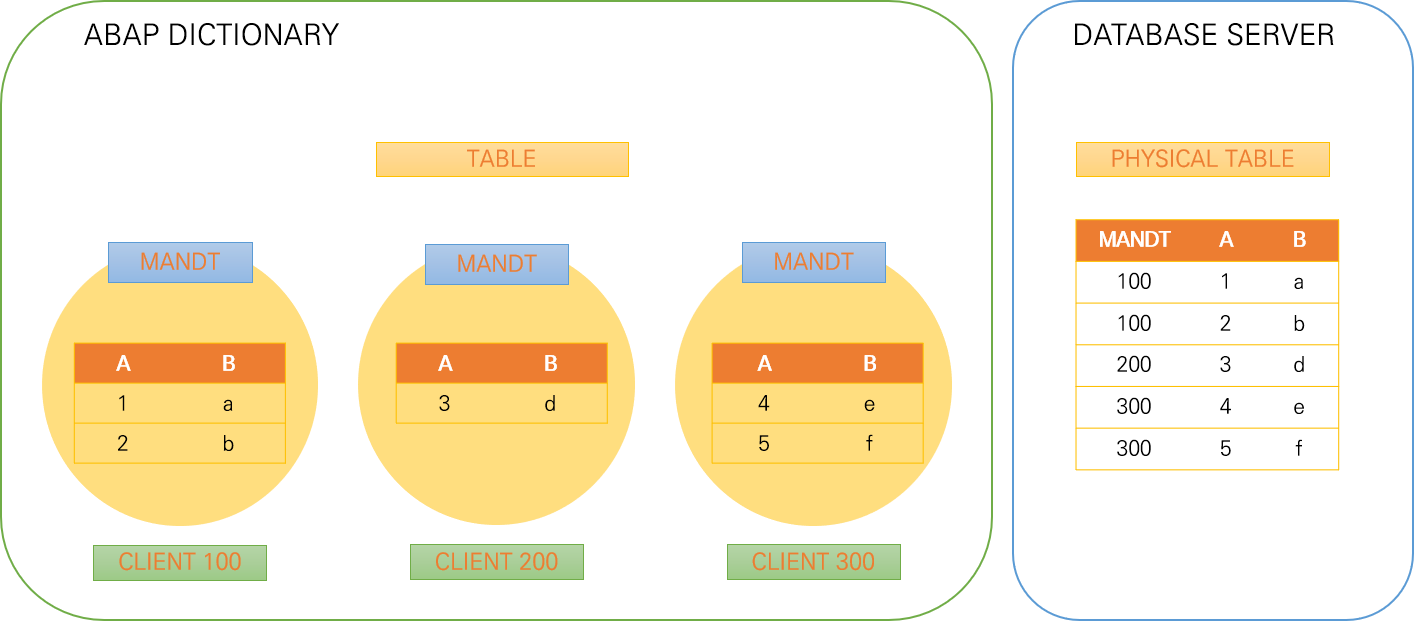 ABAP DICTIONARY
TABLE
MANDT
A B
1 a
2 b
CLIENT 100
MANDT
A B
3 d
CLIENT 200
MANDT
A B
4 e
5 f
CLIENT 300
DATABASE SERVER
PHYSICAL TABLE
MANDT A B
100 1 a
100 2 b
200 3 d
300 4 e
300 5 f